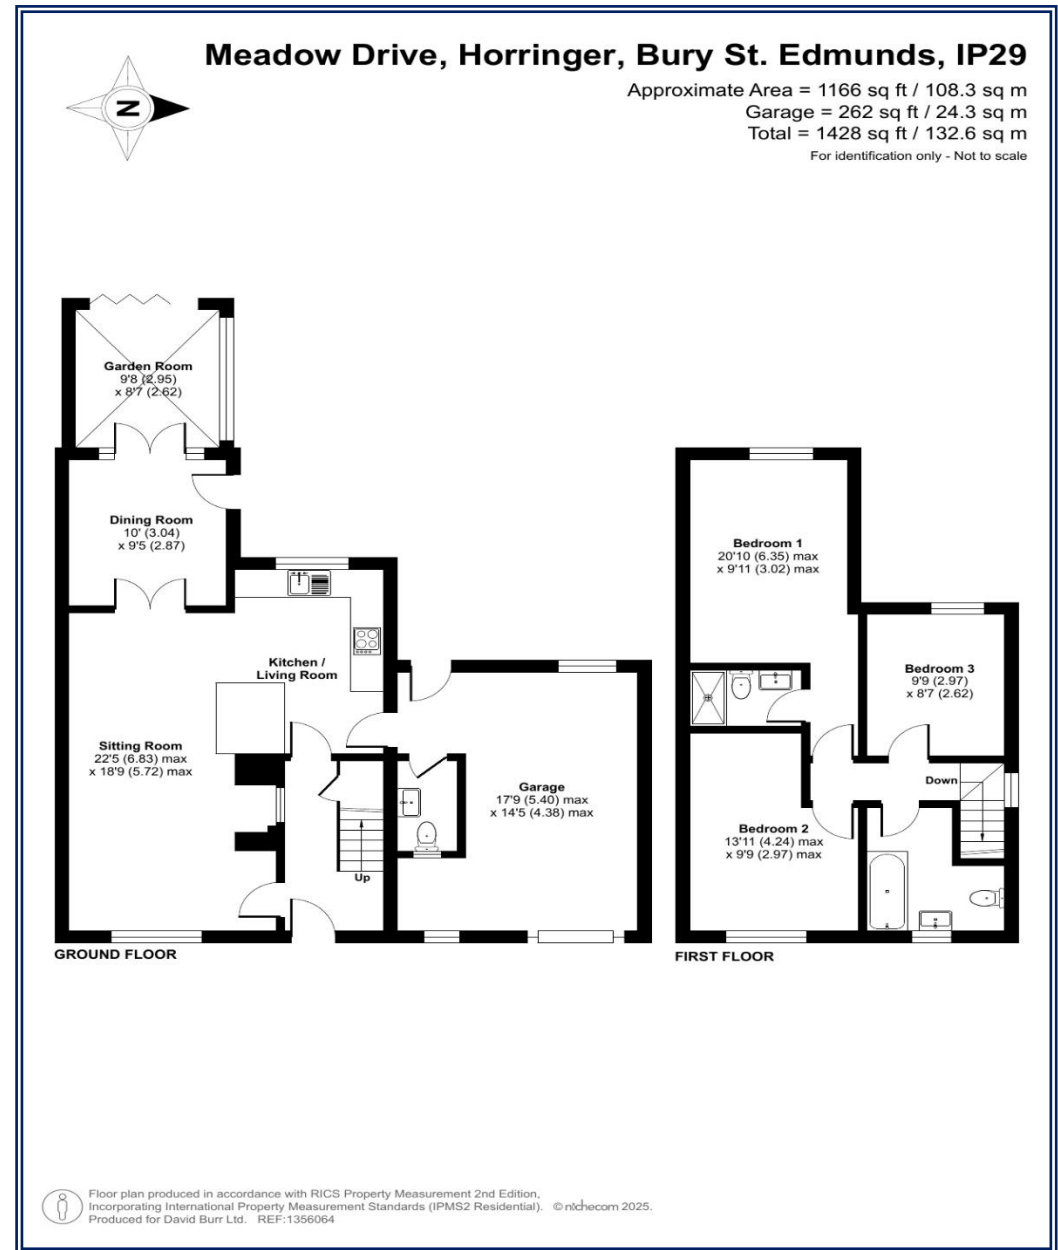 Meadow Drive, Horringer, Bury St. Edmunds, IP29
Approximate Area = 1166 sq ft / 108.3 sq m
Garage = 262 sq ft / 24.3 sq m
Total = 1428 sq ft / 132.6 sq m
For identification only - Not to scale
N
Garden Room
9'8 (2.95)
x 8'7 (2.62)
Dining Room
10' (3.04)
x 9'5 (2.87)
Kitchen /
Living Room
Sitting Room
22'5 (6.83) max
x 18'9 (5.72) max
Garage
17'9 (5.40) max
x 14'5 (4.38) max
Up
GROUND FLOOR
Bedroom 1
20'10 (6.35) max
x 9'11 (3.02) max
Bedroom 3
9'9 (2.97)
x 8'7 (2.62)
Down
Bedroom 2
13'11 (4.24) max
x 9'9 (2.97) max
FIRST FLOOR
Floor plan produced in accordance with RICS Property Measurement 2nd Edition,
Incorporating International Property Measurement Standards (IPMS2 Residential). © nichecom 2025.
Produced for David Burr Ltd. REF:1356064